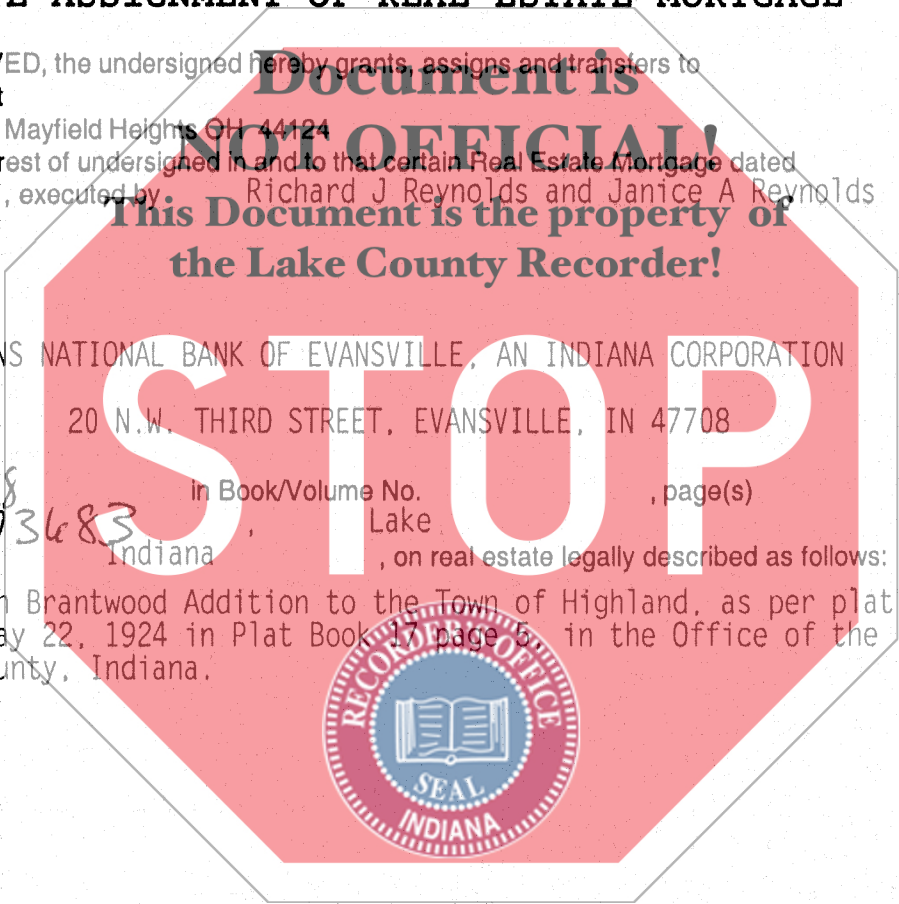 E ASSIGNMENT OF REAL ESTATE MORTGAGE
ED, the undersigned hereby grants, assigns and transfers to
Document is
Mayfield Heights OH 44124
NOT OFFICIAL!
rest of undersigned in and to that certain Real Estate Mortgage dated
, executed by Richard J Reynolds and Janice A Reynolds
This Document is the property of
the Lake County Recorder!
NS NATIONAL BANK OF EVANSVILLE, AN INDIANA CORPORATION
20 N.W. THIRD STREET, EVANSVILLE, IN 47708
STOP
8 in Book/Volume No. , page(s)
3683 , Lake
Indiana , on real estate legally described as follows:
n Brantwood Addition to the Town of Highland, as per plat
ay 22, 1924 in Plat Book 17 page 5, in the Office of the
unty, Indiana.
RECORDER'S OFFICE
SEAL
INDIANA